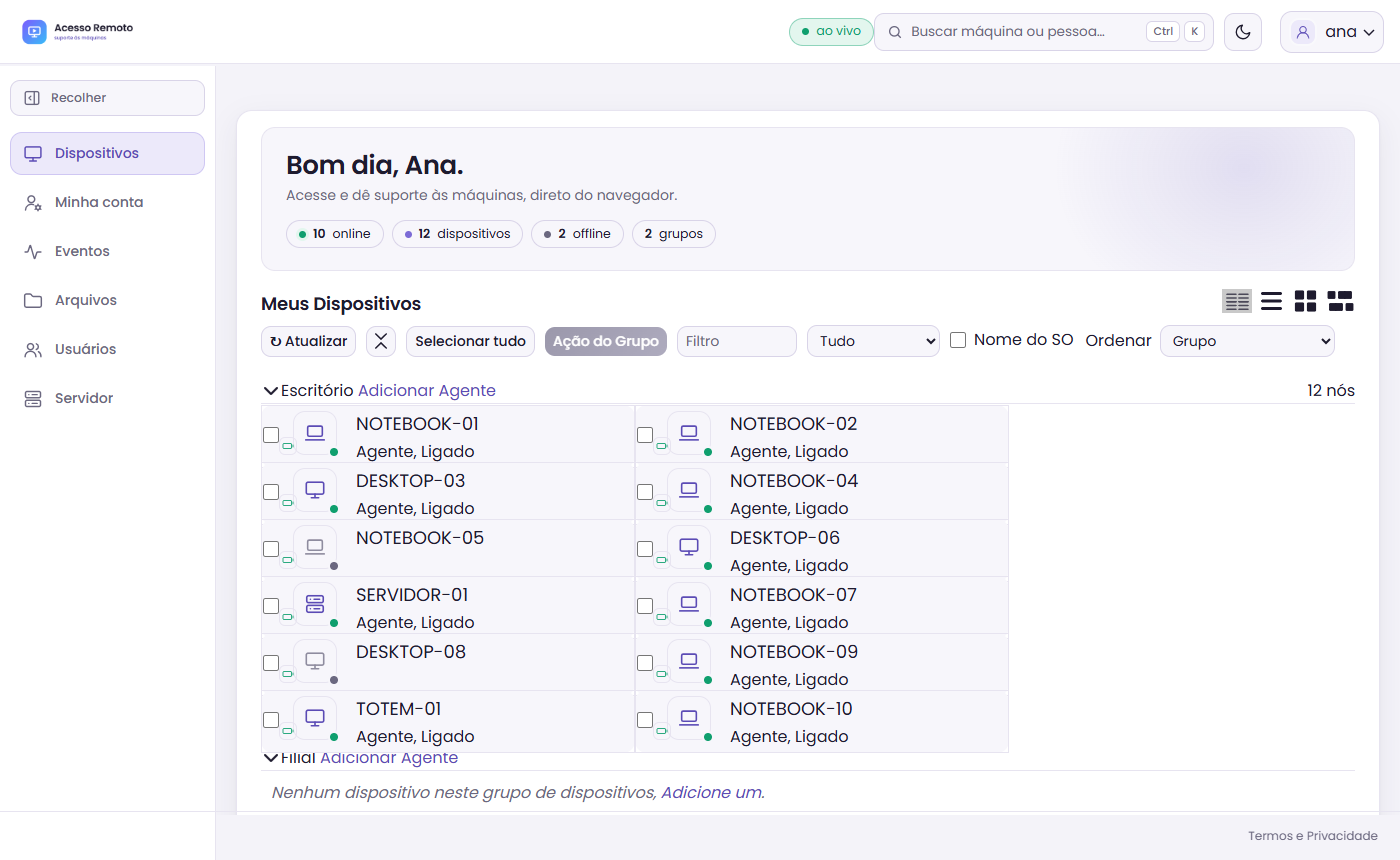 Acesso Remoto
suporte às máquinas
ao vivo
Buscar máquina ou pessoa...
Ctrl
K
ana
Recolher
Dispositivos
Minha conta
Eventos
Arquivos
Usuários
Servidor
Bom dia, Ana.
Acesse e dê suporte às máquinas, direto do navegador.
10 online
12 dispositivos
2 offline
2 grupos
Meus Dispositivos
↻ Atualizar
Selecionar tudo
Ação do Grupo
Filtro
Tudo
Nome do SO
Ordenar
Grupo
Escritório Adicionar Agente
12 nós
NOTEBOOK-01
Agente, Ligado
NOTEBOOK-02
Agente, Ligado
DESKTOP-03
Agente, Ligado
NOTEBOOK-04
Agente, Ligado
NOTEBOOK-05
DESKTOP-06
Agente, Ligado
SERVIDOR-01
Agente, Ligado
NOTEBOOK-07
Agente, Ligado
DESKTOP-08
NOTEBOOK-09
Agente, Ligado
TOTEM-01
Agente, Ligado
NOTEBOOK-10
Agente, Ligado
Filial Adicionar Agente
Nenhum dispositivo neste grupo de dispositivos, Adicione um.
Termos e Privacidade